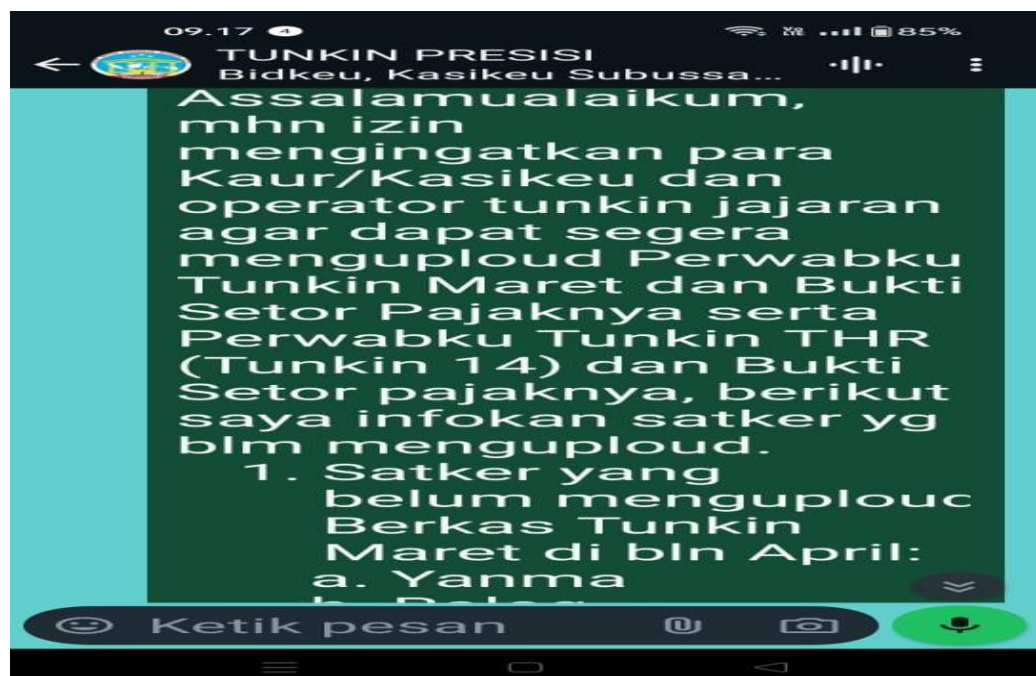 09.17 4 85%
TUNKIN PRESISI
Bidkeu, Kasikeu Subussa...
Assalamualaikum,
mhn izin
mengingatkan para
Kaur/Kasikeu dan
operator tunkin jajaran
agar dapat segera
menguploud Perwabku
Tunkin Maret dan Bukti
Setor Pajaknya serta
Perwabku Tunkin THR
(Tunkin 14) dan Bukti
Setor pajaknya, berikut
saya infokan satker yg
blm menguploud.
1. Satker yang
belum menguplouc
Berkas Tunkin
Maret di bln April:
a. Yanma
Ketik pesan